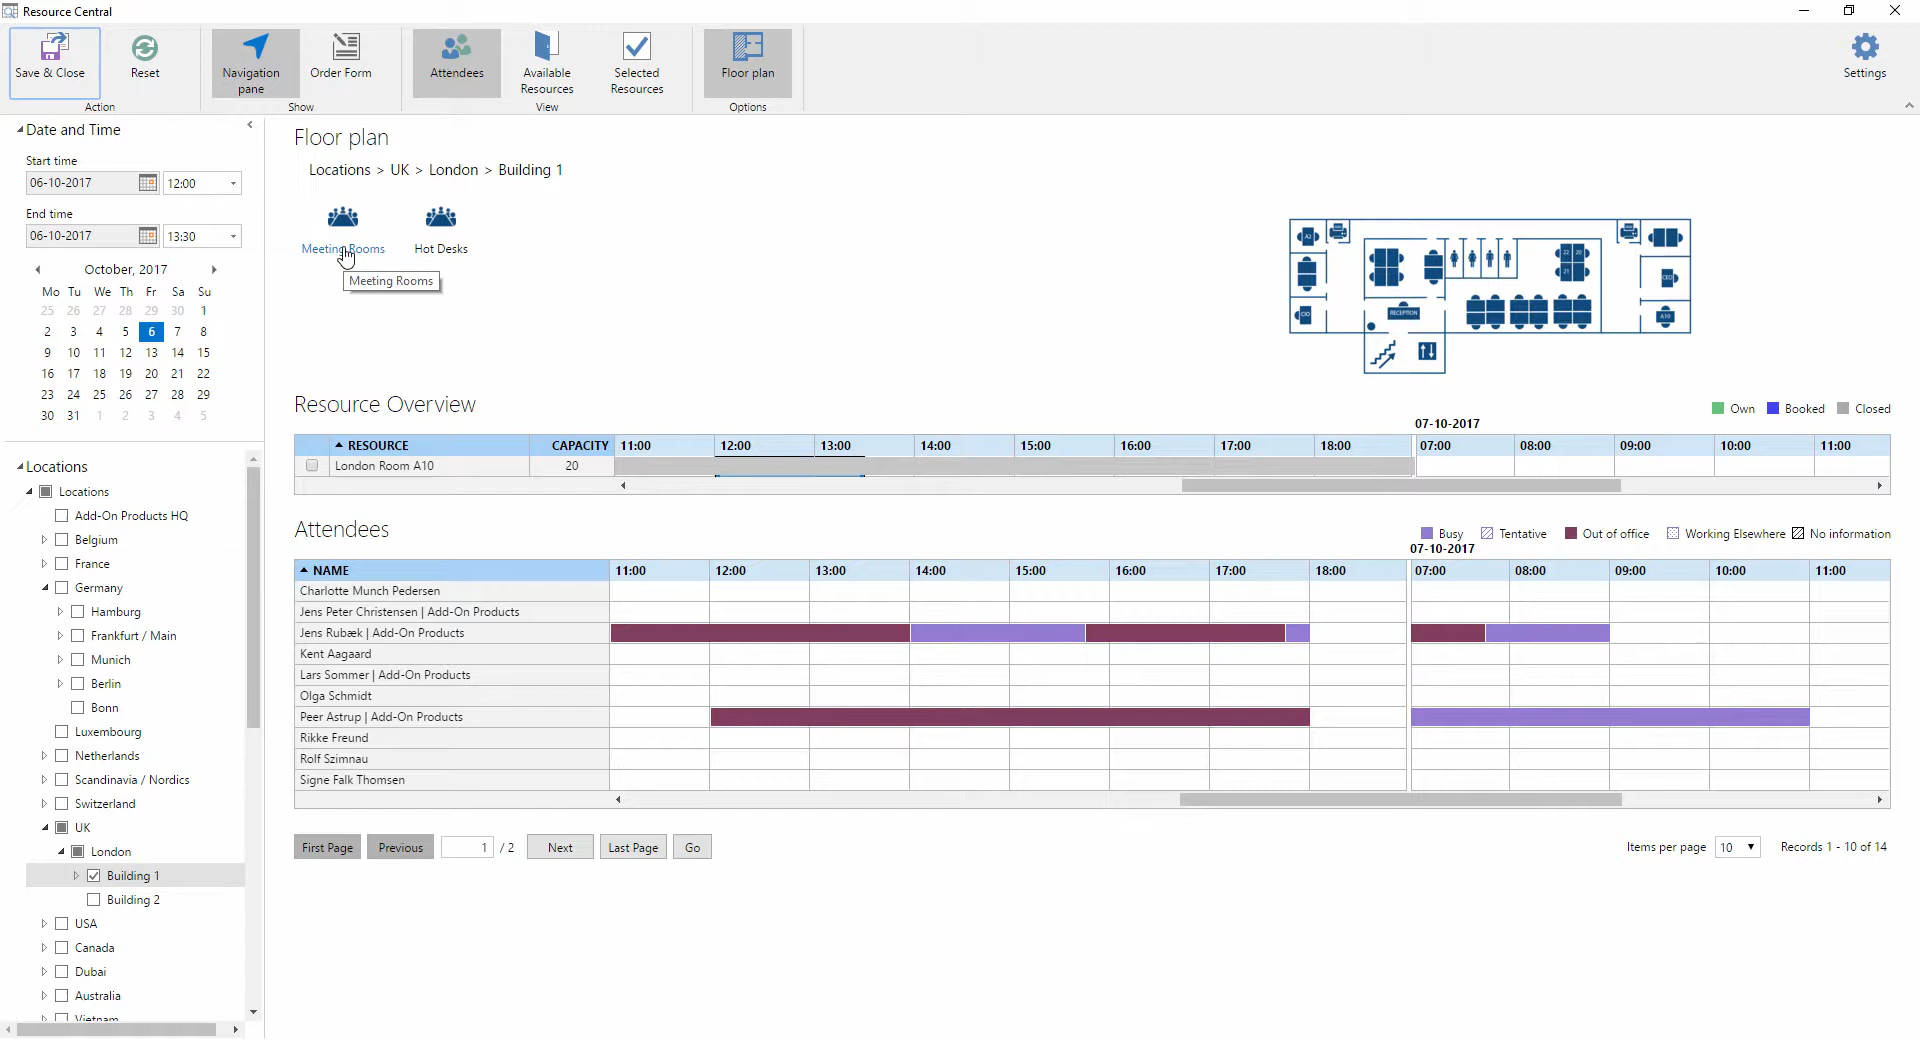 Resource Central
Save & Close
Reset
Navigation
pane
Order Form
Attendees
Available
Resources
Selected
Resources
Floor plan
Settings
Action
Show
View
Options
Date and Time
Start time
06-10-2017
12:00
End time
06-10-2017
13:30
October, 2017
Mo Tu We Th Fr Sa Su
25 26 27 28 29 30 1
2 3 4 5 6 7 8
9 10 11 12 13 14 15
16 17 18 19 20 21 22
23 24 25 26 27 28 29
30 31 1 2 3 4 5
Locations
Locations
Add-On Products HQ
Belgium
France
Germany
Hamburg
Frankfurt / Main
Munich
Berlin
Bonn
Luxembourg
Netherlands
Scandinavia / Nordics
Switzerland
UK
London
Building 1
Building 2
USA
Canada
Dubai
Australia
Vietnam
Floor plan
Locations > UK > London > Building 1
Meeting Rooms
Hot Desks
Meeting Rooms
A2
CIO
RECEPTION
22 20
21
CEO
A10
Resource Overview
Own Booked Closed
07-10-2017
RESOURCE CAPACITY 11:00 12:00 13:00 14:00 15:00 16:00 17:00 18:00 07:00 08:00 09:00 10:00 11:00
London Room A10 20
Attendees
Busy Tentative Out of office Working Elsewhere No information
07-10-2017
NAME 11:00 12:00 13:00 14:00 15:00 16:00 17:00 18:00 07:00 08:00 09:00 10:00 11:00
Charlotte Munch Pedersen
Jens Peter Christensen | Add-On Products
Jens Rubæk | Add-On Products
Kent Aagaard
Lars Sommer | Add-On Products
Olga Schmidt
Peer Astrup | Add-On Products
Rikke Freund
Rolf Szimnau
Signe Falk Thomsen
First Page Previous 1 / 2 Next Last Page Go
Items per page 10 Records 1 - 10 of 14